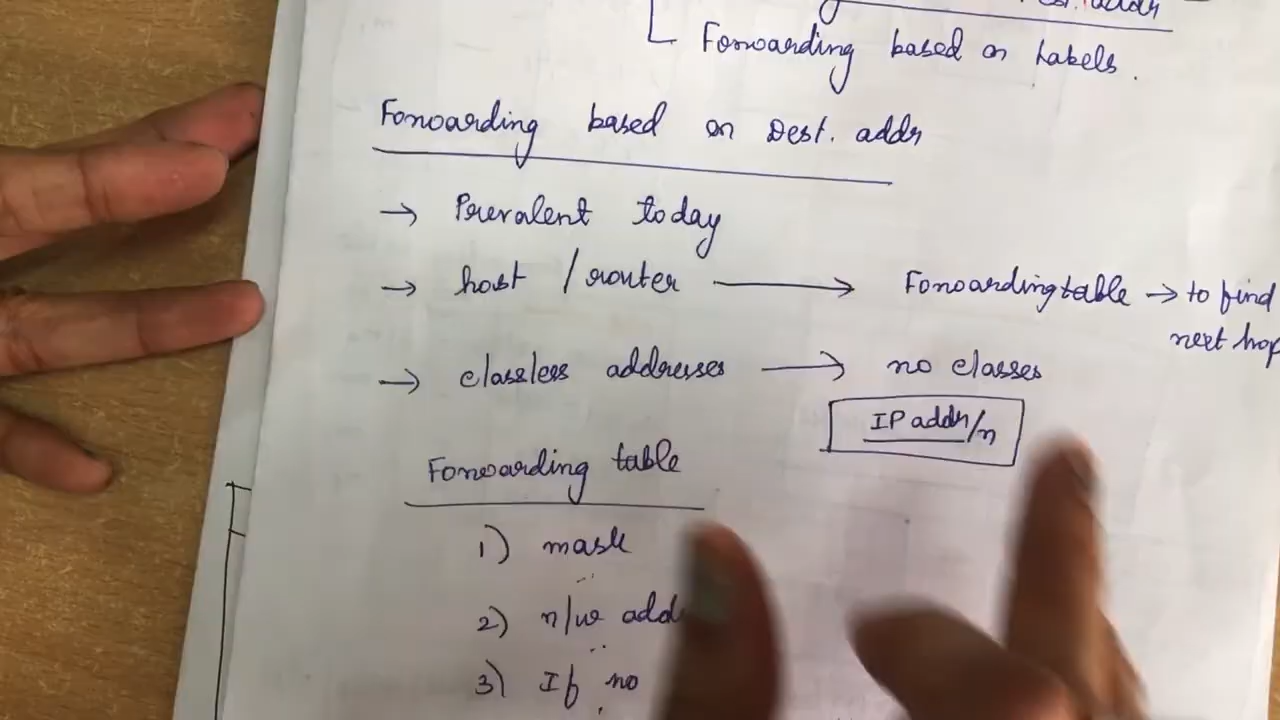 Forwarding based on Labels.
Forwarding based on Dest. addr
→ Prevalent today
→ host / router → Forwarding table → to find next hop
→ classless addresses → no classes
IP addr/n
Forwarding table
1) mask
2) n/w add
3) If no